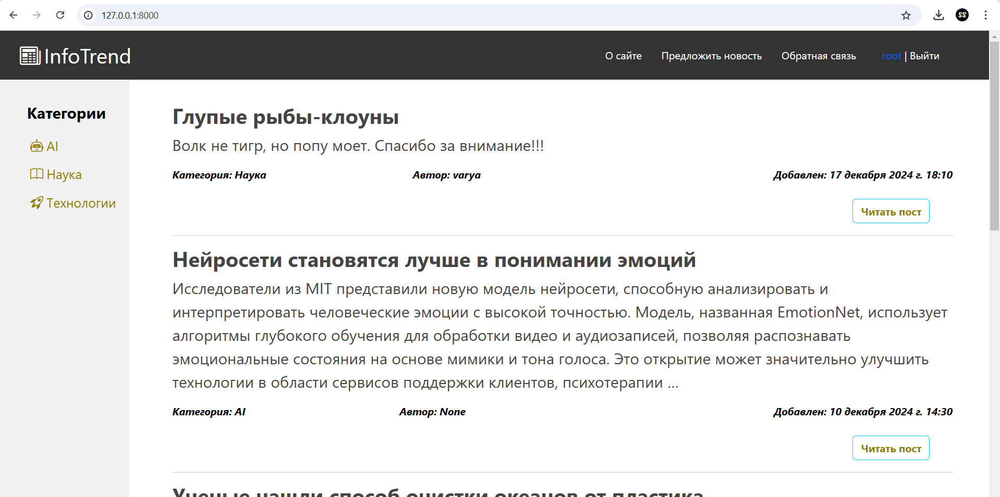 127.0.0.1:8000
SS
InfoTrend
О сайте Предложить новость Обратная связь root | Выйти
Категории
AI
Наука
Технологии
Глупые рыбы-клоуны
Волк не тигр, но попу моет. Спасибо за внимание!!!
Категория: Наука Автор: varya Добавлен: 17 декабря 2024 г. 18:10
Читать пост
Нейросети становятся лучше в понимании эмоций
Исследователи из MIT представили новую модель нейросети, способную анализировать и
интерпретировать человеческие эмоции с высокой точностью. Модель, названная EmotionNet, использует
алгоритмы глубокого обучения для обработки видео и аудиозаписей, позволяя распознавать
эмоциональные состояния на основе мимики и тона голоса. Это открытие может значительно улучшить
технологии в области сервисов поддержки клиентов, психотерапии ...
Категория: AI Автор: None Добавлен: 10 декабря 2024 г. 14:30
Читать пост
Ученые нашли способ очистки океанов от пластика